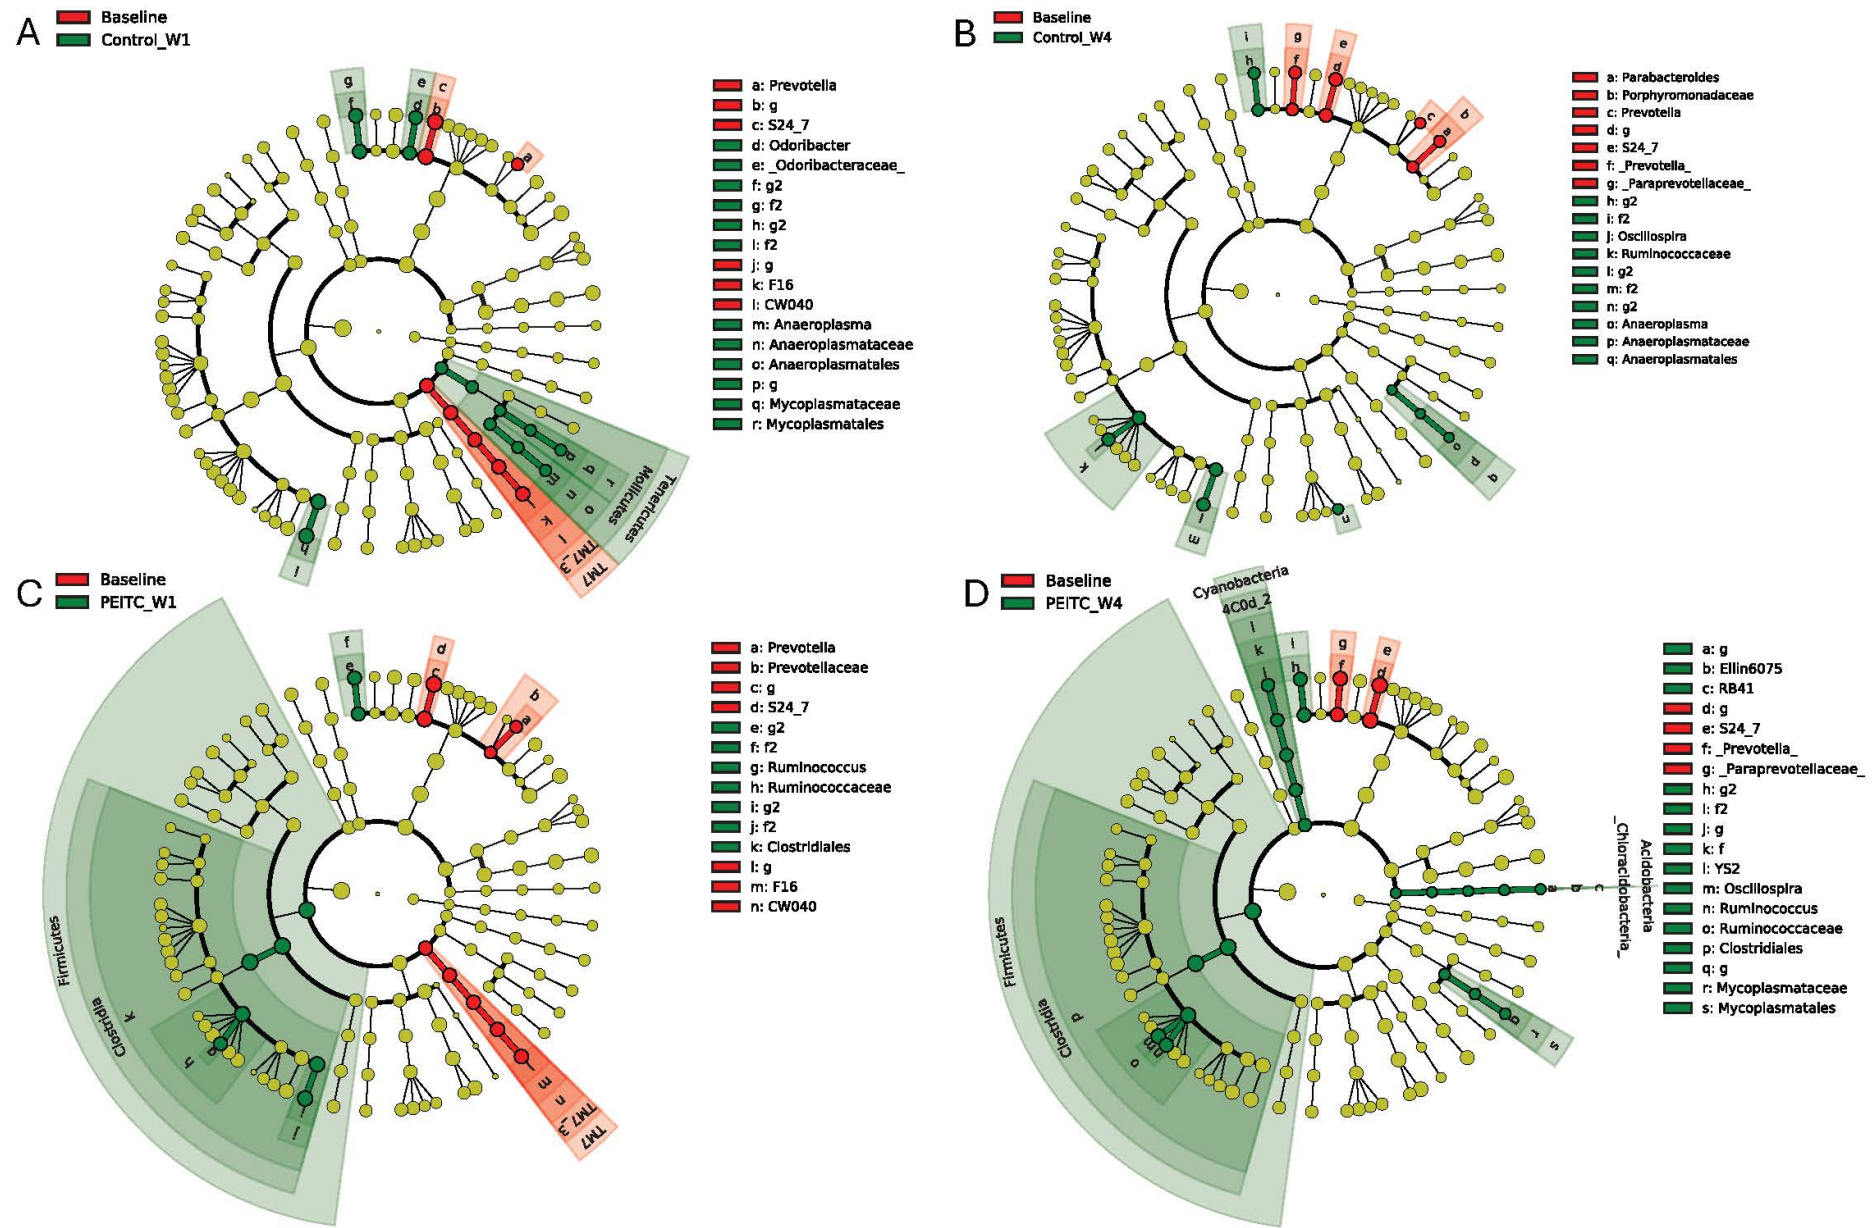 A
Baseline
Control_W1
a: Prevotella
b: g
c: S24_7
d: Odoribacter
e: _Odoribacteraceae_
f: g2
g: f2
h: g2
l: f2
j: g
k: F16
l: CW040
m: Anaeroplasma
n: Anaeroplasmataceae
o: Anaeroplasmatales
p: g
q: Mycoplasmataceae
r: Mycoplasmatales
g
f
e
d
c
b
a
p
q
r
m
n
o
k
l
h
l
Mollicutes
Tenericutes
TM7_3
TM7
B
Baseline
Control_W4
a: Parabacteroides
b: Porphyromonadaceae
c: Prevotella
d: g
e: S24_7
f: _Prevotella_
g: _Paraprevotellaceae_
h: g2
i: f2
J: Oscillospira
k: Ruminococcaceae
l: g2
m: f2
n: g2
o: Anaeroplasma
p: Anaeroplasmataceae
q: Anaeroplasmatales
i
h
g
f
e
d
c
a
b
k
l
m
n
o
p
q
C
Baseline
PEITC_W1
a: Prevotella
b: Prevotellaceae
c: g
d: S24_7
e: g2
f: f2
g: Ruminococcus
h: Ruminococcaceae
i: g2
j: f2
k: Clostridiales
l: g
m: F16
n: CW040
f
e
d
c
b
a
Firmicutes
Clostridia
k
h
g
j
m
n
TM7_3
TM7
D
Baseline
PEITC_W4
a: g
b: Ellin6075
c: RB41
d: g
e: S24_7
f: _Prevotella_
g: _Paraprevotellaceae_
h: g2
l: f2
j: g
k: f
l: YS2
m: Oscillospira
n: Ruminococcus
o: Ruminococcaceae
p: Clostridiales
q: g
r: Mycoplasmataceae
s: Mycoplasmatales
Cyanobacteria
4C0d_2
l
k
j
l
h
g
f
e
d
a
b
c
_Chloracidobacteria_
Acidobacteria
Firmicutes
Clostridia
p
o
n
m
q
r
s